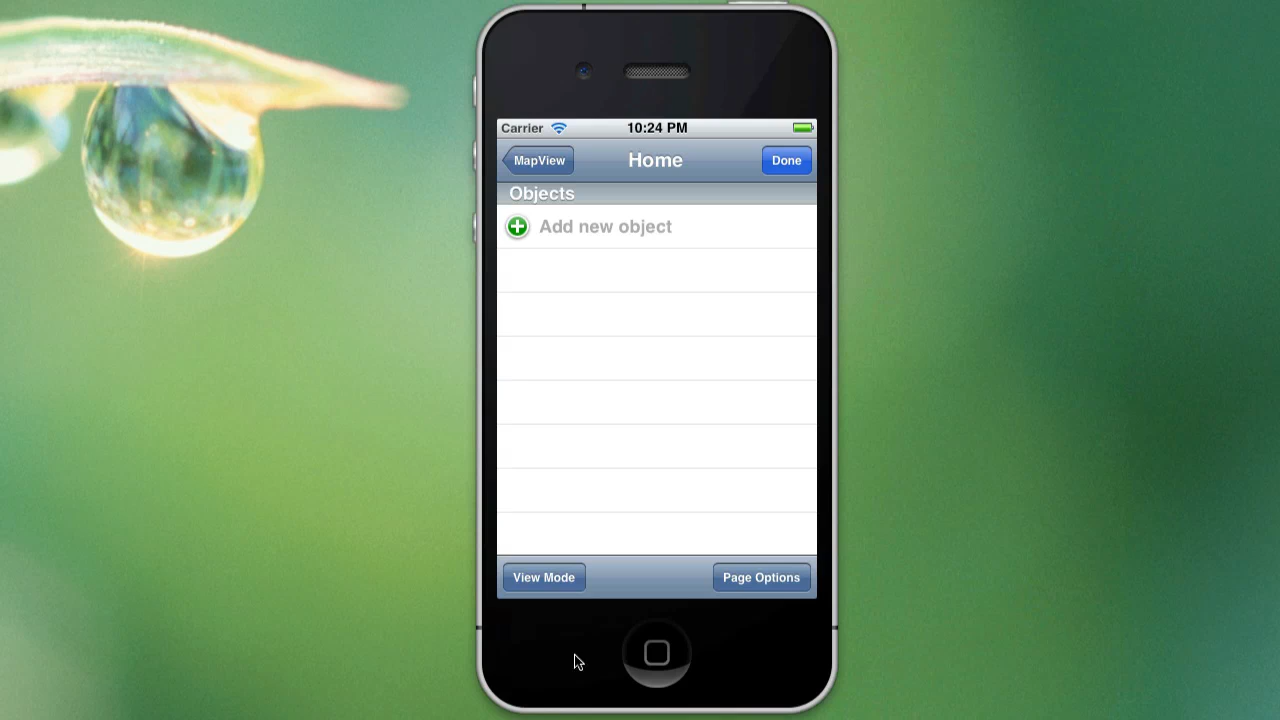 Carrier 10:24 PM
MapView Home Done
Objects
Add new object
View Mode Page Options